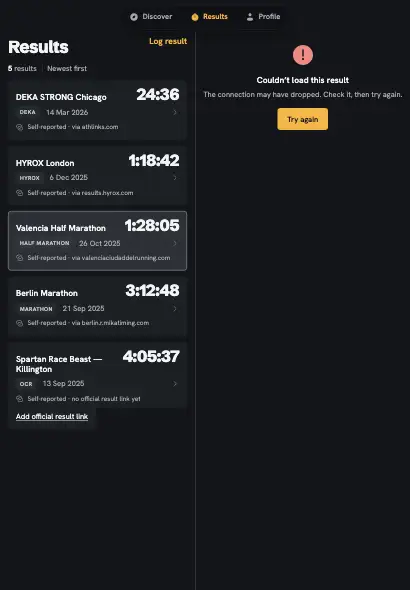 Discover
Results
Profile
Results
Log result
5 results
Newest first
DEKA STRONG Chicago
24:36
DEKA
14 Mar 2026
Self-reported · via athlinks.com
HYROX London
1:18:42
HYROX
6 Dec 2025
Self-reported · via results.hyrox.com
Valencia Half Marathon
1:28:05
HALF MARATHON
26 Oct 2025
Self-reported · via valenciaciudaddelrunning.com
Berlin Marathon
3:12:48
MARATHON
21 Sep 2025
Self-reported · via berlin.r.mikatiming.com
Spartan Race Beast —
Killington
4:05:37
OCR
13 Sep 2025
Self-reported · no official result link yet
Add official result link
Couldn't load this result
The connection may have dropped. Check it, then try again.
Try again